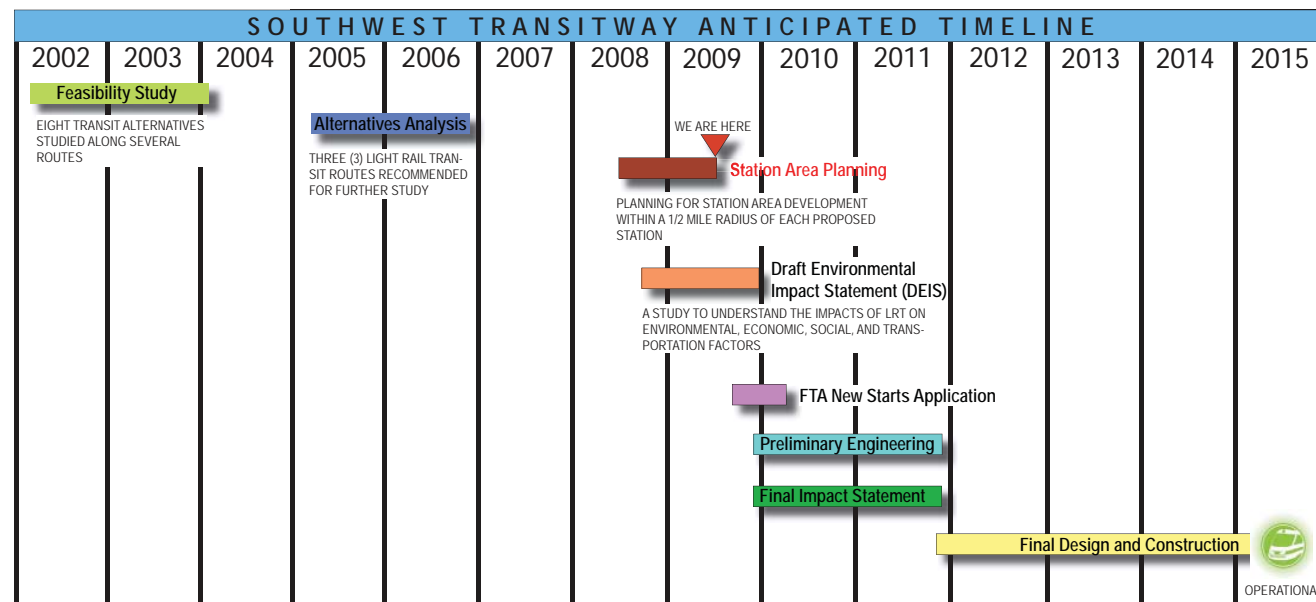 SOUTHWEST TRANSITWAY ANTICIPATED TIMELINE
2002 2003 2004 2005 2006 2007 2008 2009 2010 2011 2012 2013 2014 2015
Feasibility Study
EIGHT TRANSIT ALTERNATIVES
STUDIED ALONG SEVERAL
ROUTES
Alternatives Analysis
THREE (3) LIGHT RAIL TRAN-
SIT ROUTES RECOMMENDED
FOR FURTHER STUDY
WE ARE HERE
Station Area Planning
PLANNING FOR STATION AREA DEVELOPMENT
WITHIN A 1/2 MILE RADIUS OF EACH PROPOSED
STATION
Draft Environmental
Impact Statement (DEIS)
A STUDY TO UNDERSTAND THE IMPACTS OF LRT ON
ENVIRONMENTAL, ECONOMIC, SOCIAL, AND TRANS-
PORTATION FACTORS
FTA New Starts Application
Preliminary Engineering
Final Impact Statement
Final Design and Construction
OPERATIONA